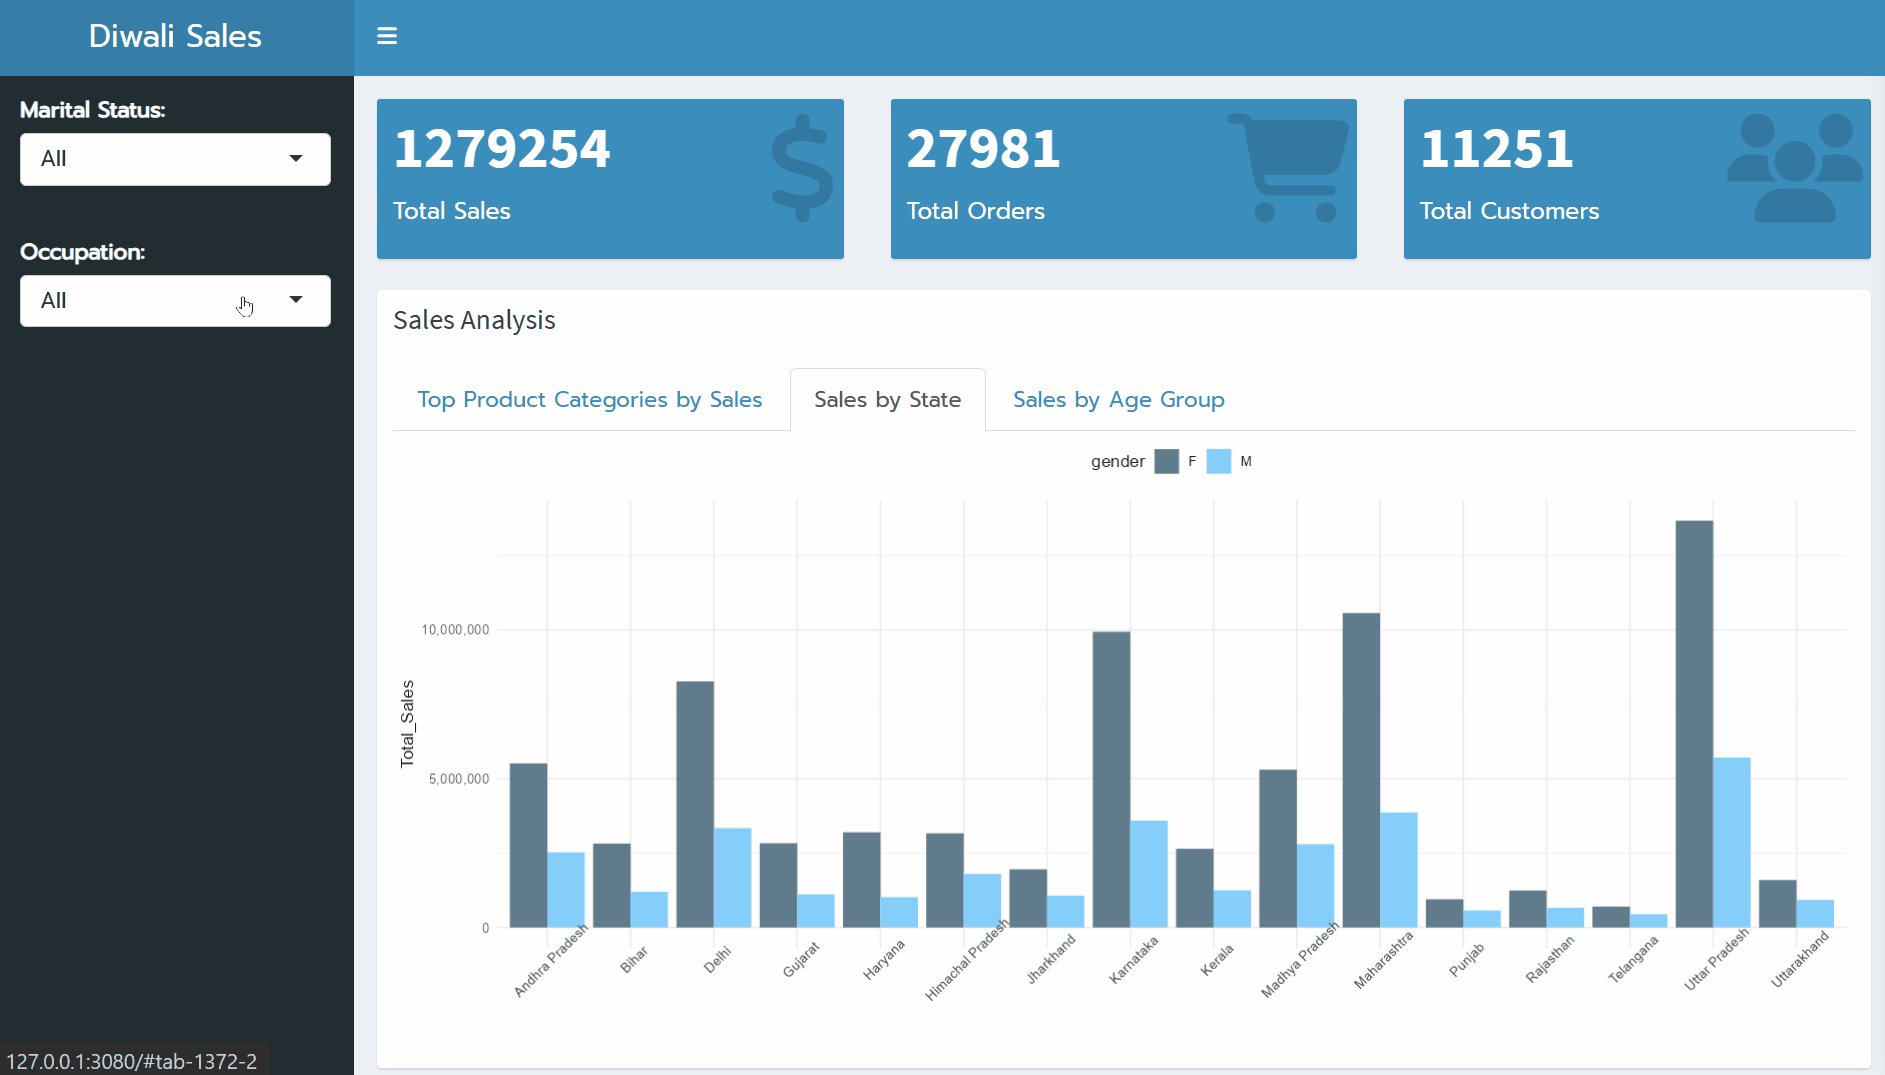 Diwali Sales
Marital Status:
All
Occupation:
All
1279254
Total Sales
27981
Total Orders
11251
Total Customers
Sales Analysis
Top Product Categories by Sales
Sales by State
Sales by Age Group
gender F M
Total_Sales
10,000,000
5,000,000
0
Andhra Pradesh
Bihar
Delhi
Gujarat
Haryana
Himachal Pradesh
Jharkhand
Karnataka
Kerala
Madhya Pradesh
Maharashtra
Punjab
Rajasthan
Telangana
Uttar Pradesh
Uttarakhand
127.0.0.1:3080/#tab-1372-2